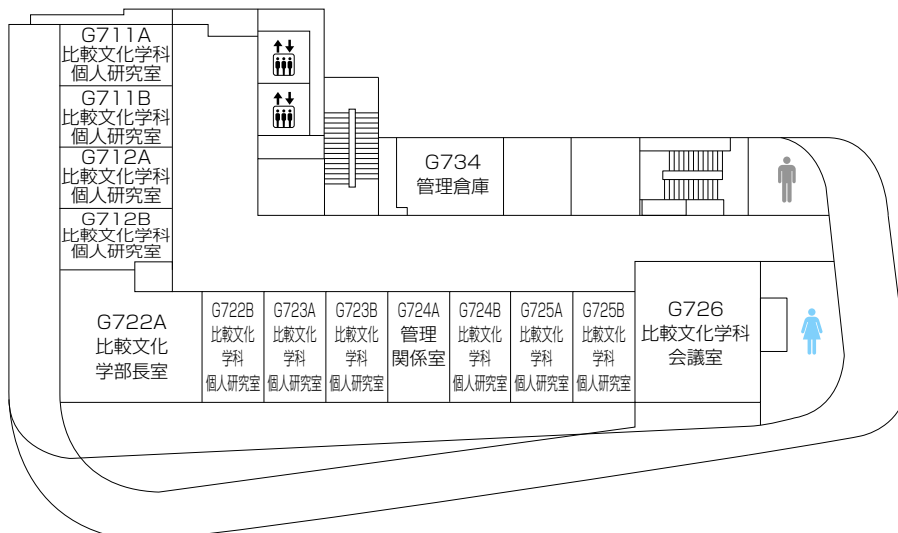 G711A
比較文化学科
個人研究室
G711B
比較文化学科
個人研究室
G712A
比較文化学科
個人研究室
G712B
比較文化学科
個人研究室
G734
管理倉庫
G722A
比較文化
学部長室
G722B
比較文化
学科
個人研究室
G723A
比較文化
学科
個人研究室
G723B
比較文化
学科
個人研究室
G724A
管理
関係室
G724B
比較文化
学科
個人研究室
G725A
比較文化
学科
個人研究室
G725B
比較文化
学科
個人研究室
G726
比較文化学科
会議室